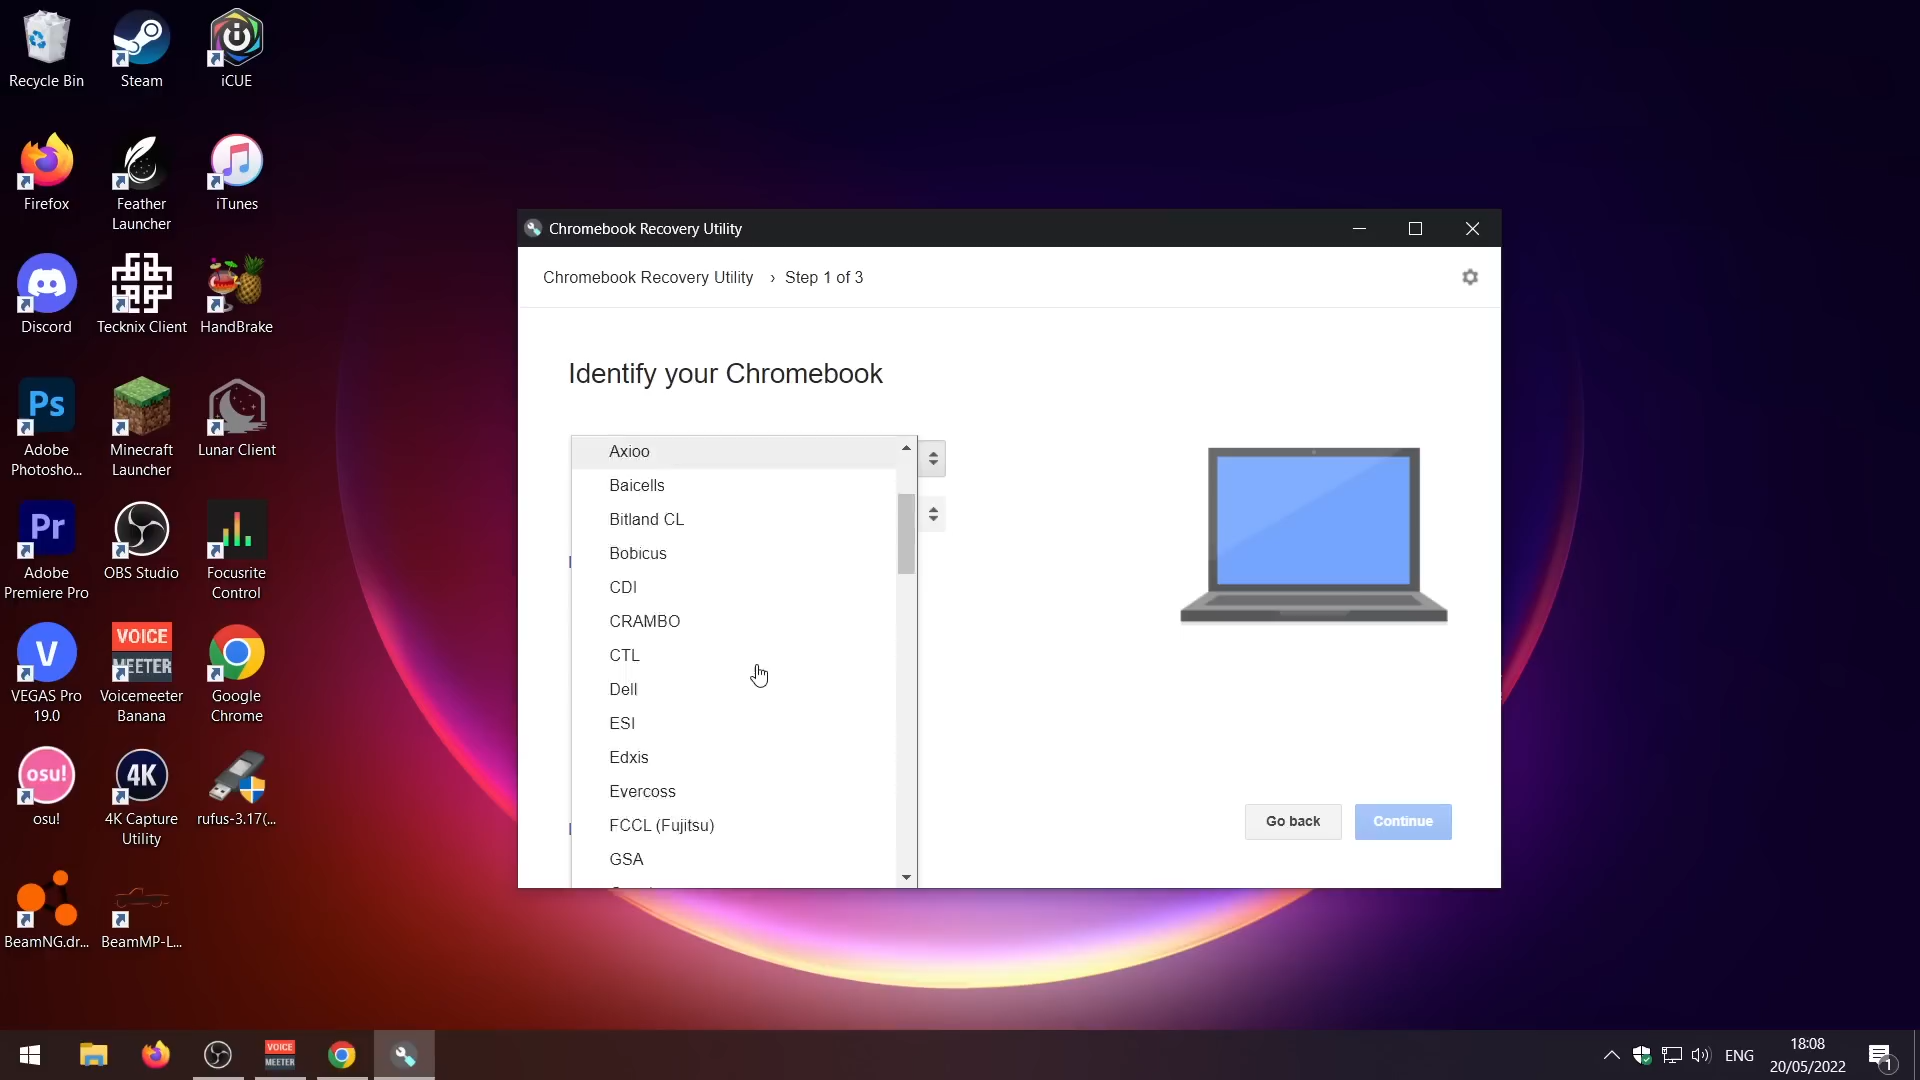 Recycle Bin
Steam
iCUE
Firefox
Feather
Launcher
iTunes
Discord
Tecknix Client
HandBrake
Ps
Adobe
Photosho...
Minecraft
Launcher
Lunar Client
Pr
Adobe
Premiere Pro
OBS Studio
Focusrite
Control
V
VEGAS Pro
19.0
VOICE
MEETER
Voicemeeter
Banana
Google
Chrome
osu!
osu!
4K
4K Capture
Utility
rufus-3.17(...
BeamNG.dr...
BeamMP-L...
Chromebook Recovery Utility
Chromebook Recovery Utility › Step 1 of 3
Identify your Chromebook
Axioo
Baicells
Bitland CL
Bobicus
CDI
CRAMBO
CTL
Dell
ESI
Edxis
Evercoss
FCCL (Fujitsu)
GSA
Go back
Continue
VOICE
MEETER
ENG
18:08
20/05/2022
1